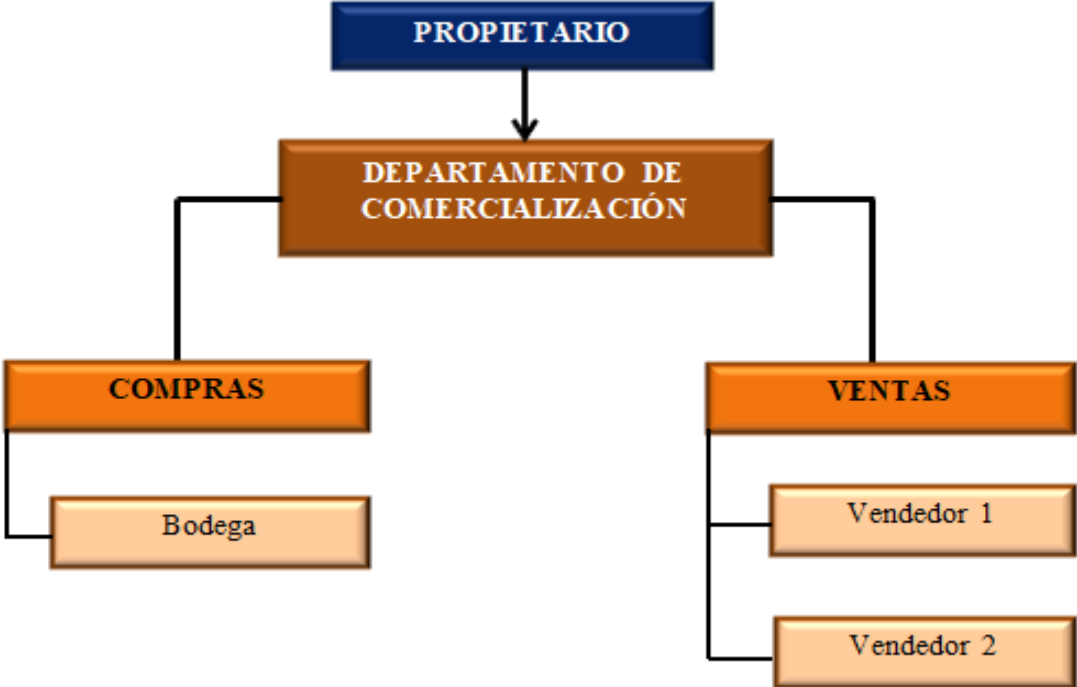 PROPIETARIO
DEPARTAMENTO DE
COMERCIALIZACIÓN
COMPRAS
Bodega
VENTAS
Vendedor 1
Vendedor 2